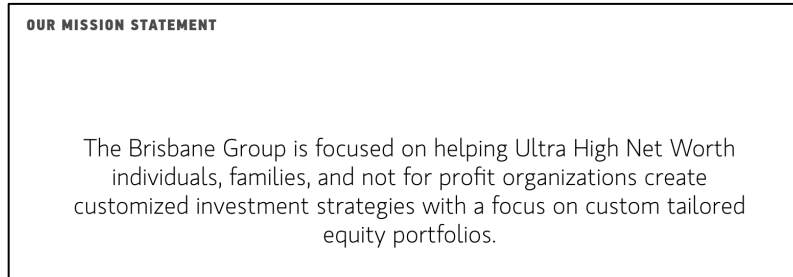 OUR MISSION STATEMENT
The Brisbane Group is focused on helping Ultra High Net Worth
individuals, families, and not for profit organizations create
customized investment strategies with a focus on custom tailored
equity portfolios.